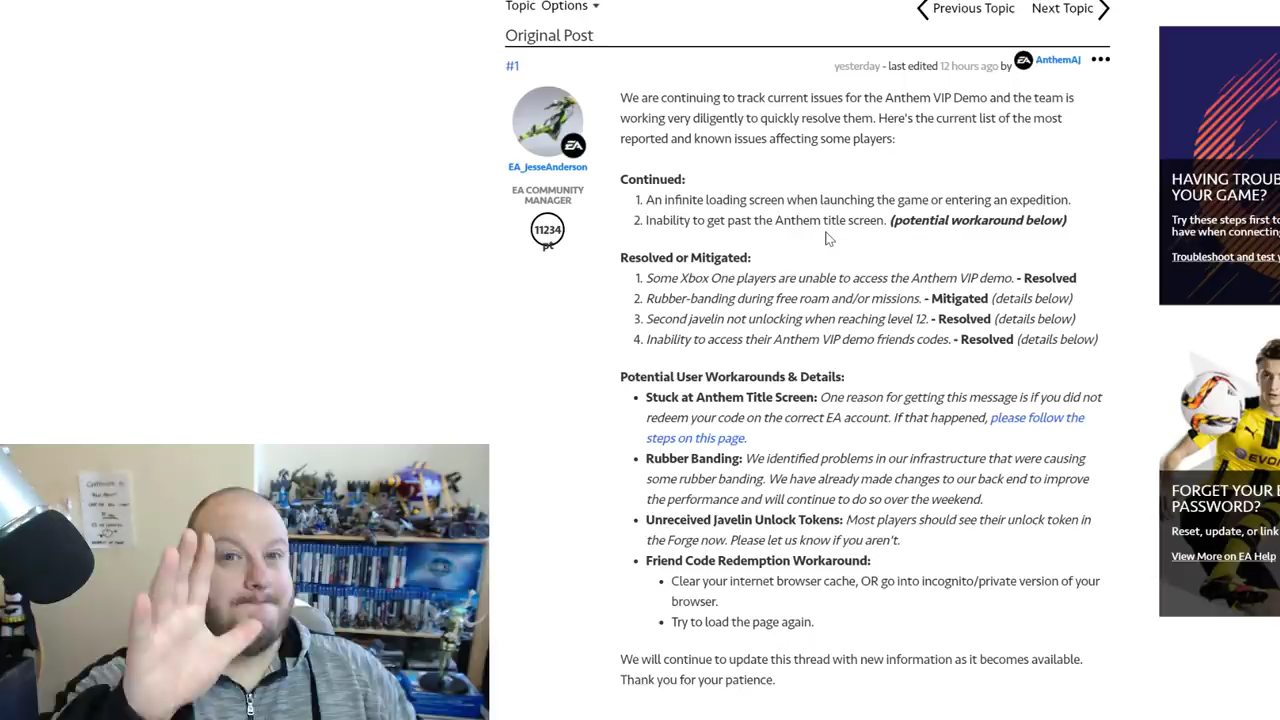 Topic Options
Previous Topic
Next Topic
Original Post
#1
yesterday - last edited 12 hours ago by
EA
AnthemAJ
EA
EA_JesseAnderson
EA COMMUNITY
MANAGER
11234
pt
We are continuing to track current issues for the Anthem VIP Demo and the team is
working very diligently to quickly resolve them. Here's the current list of the most
reported and known issues affecting some players:
Continued:
1. An infinite loading screen when launching the game or entering an expedition.
2. Inability to get past the Anthem title screen. (potential workaround below)
Resolved or Mitigated:
1. Some Xbox One players are unable to access the Anthem VIP demo. - Resolved
2. Rubber-banding during free roam and/or missions. - Mitigated (details below)
3. Second javelin not unlocking when reaching level 12. - Resolved (details below)
4. Inability to access their Anthem VIP demo friends codes. - Resolved (details below)
Potential User Workarounds & Details:
• Stuck at Anthem Title Screen: One reason for getting this message is if you did not
redeem your code on the correct EA account. If that happened, please follow the
steps on this page.
• Rubber Banding: We identified problems in our infrastructure that were causing
some rubber banding. We have already made changes to our back end to improve
the performance and will continue to do so over the weekend.
• Unreceived Javelin Unlock Tokens: Most players should see their unlock token in
the Forge now. Please let us know if you aren't.
• Friend Code Redemption Workaround:
• Clear your internet browser cache, OR go into incognito/private version of your
browser.
• Try to load the page again.
We will continue to update this thread with new information as it becomes available.
Thank you for your patience.
HAVING TROUB
YOUR GAME?
Try these steps first to
have when connecting
Troubleshoot and test y
FORGET YOUR E
PASSWORD?
Reset, update, or link
View More on EA Help